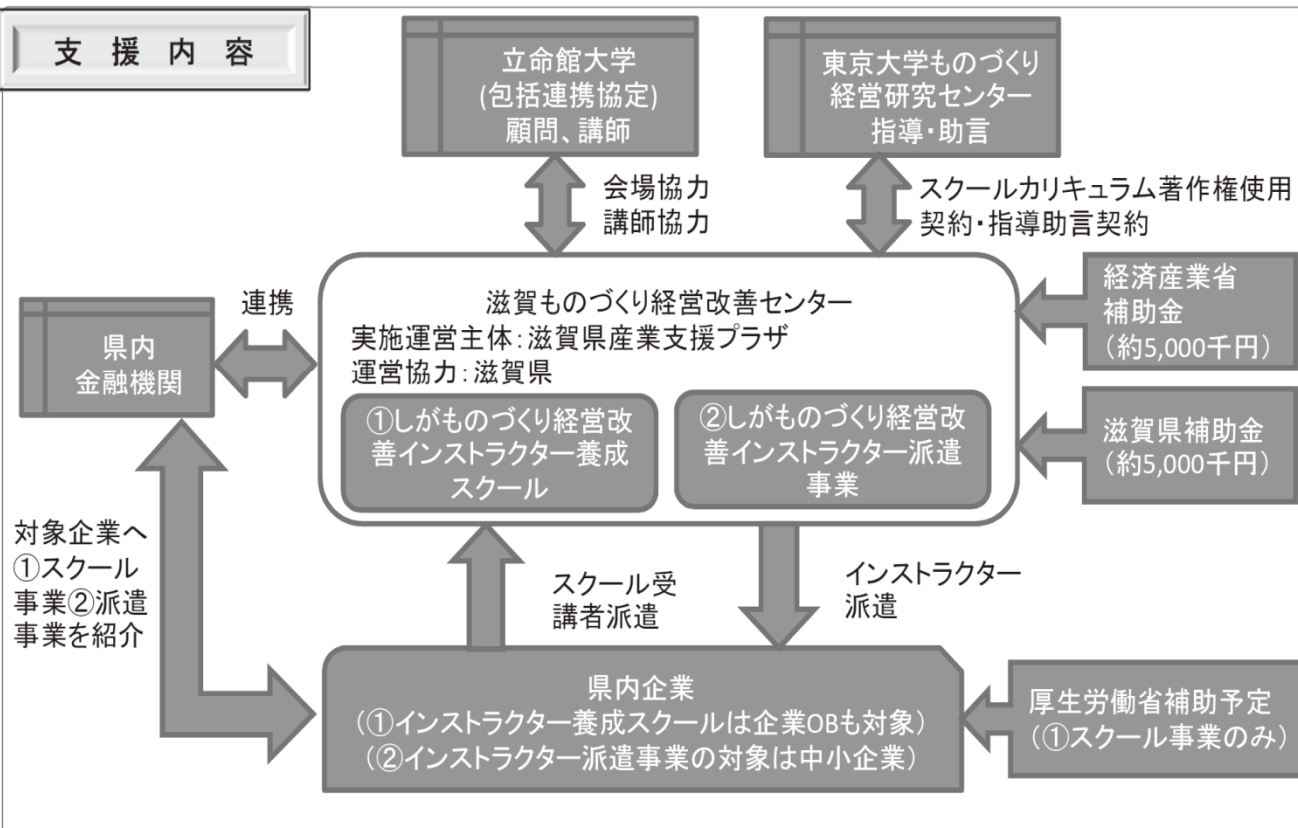 支援内容
立命館大学
(包括連携協定)
顧問、講師
東京大学ものづくり
経営研究センター
指導・助言
会場協力
講師協力
スクールカリキュラム著作権使用
契約・指導助言契約
県内
金融機関
連携
滋賀ものづくり経営改善センター
実施運営主体:滋賀県産業支援プラザ
運営協力:滋賀県
①しがものづくり経営改
善インストラクター養成
スクール
②しがものづくり経営改
善インストラクター派遣
事業
経済産業省
補助金
(約5,000千円)
滋賀県補助金
(約5,000千円)
対象企業へ
①スクール
事業②派遣
事業を紹介
スクール受
講者派遣
インストラクター
派遣
県内企業
(①インストラクター養成スクールは企業OBも対象)
(②インストラクター派遣事業の対象は中小企業)
厚生労働省補助予定
(①スクール事業のみ)